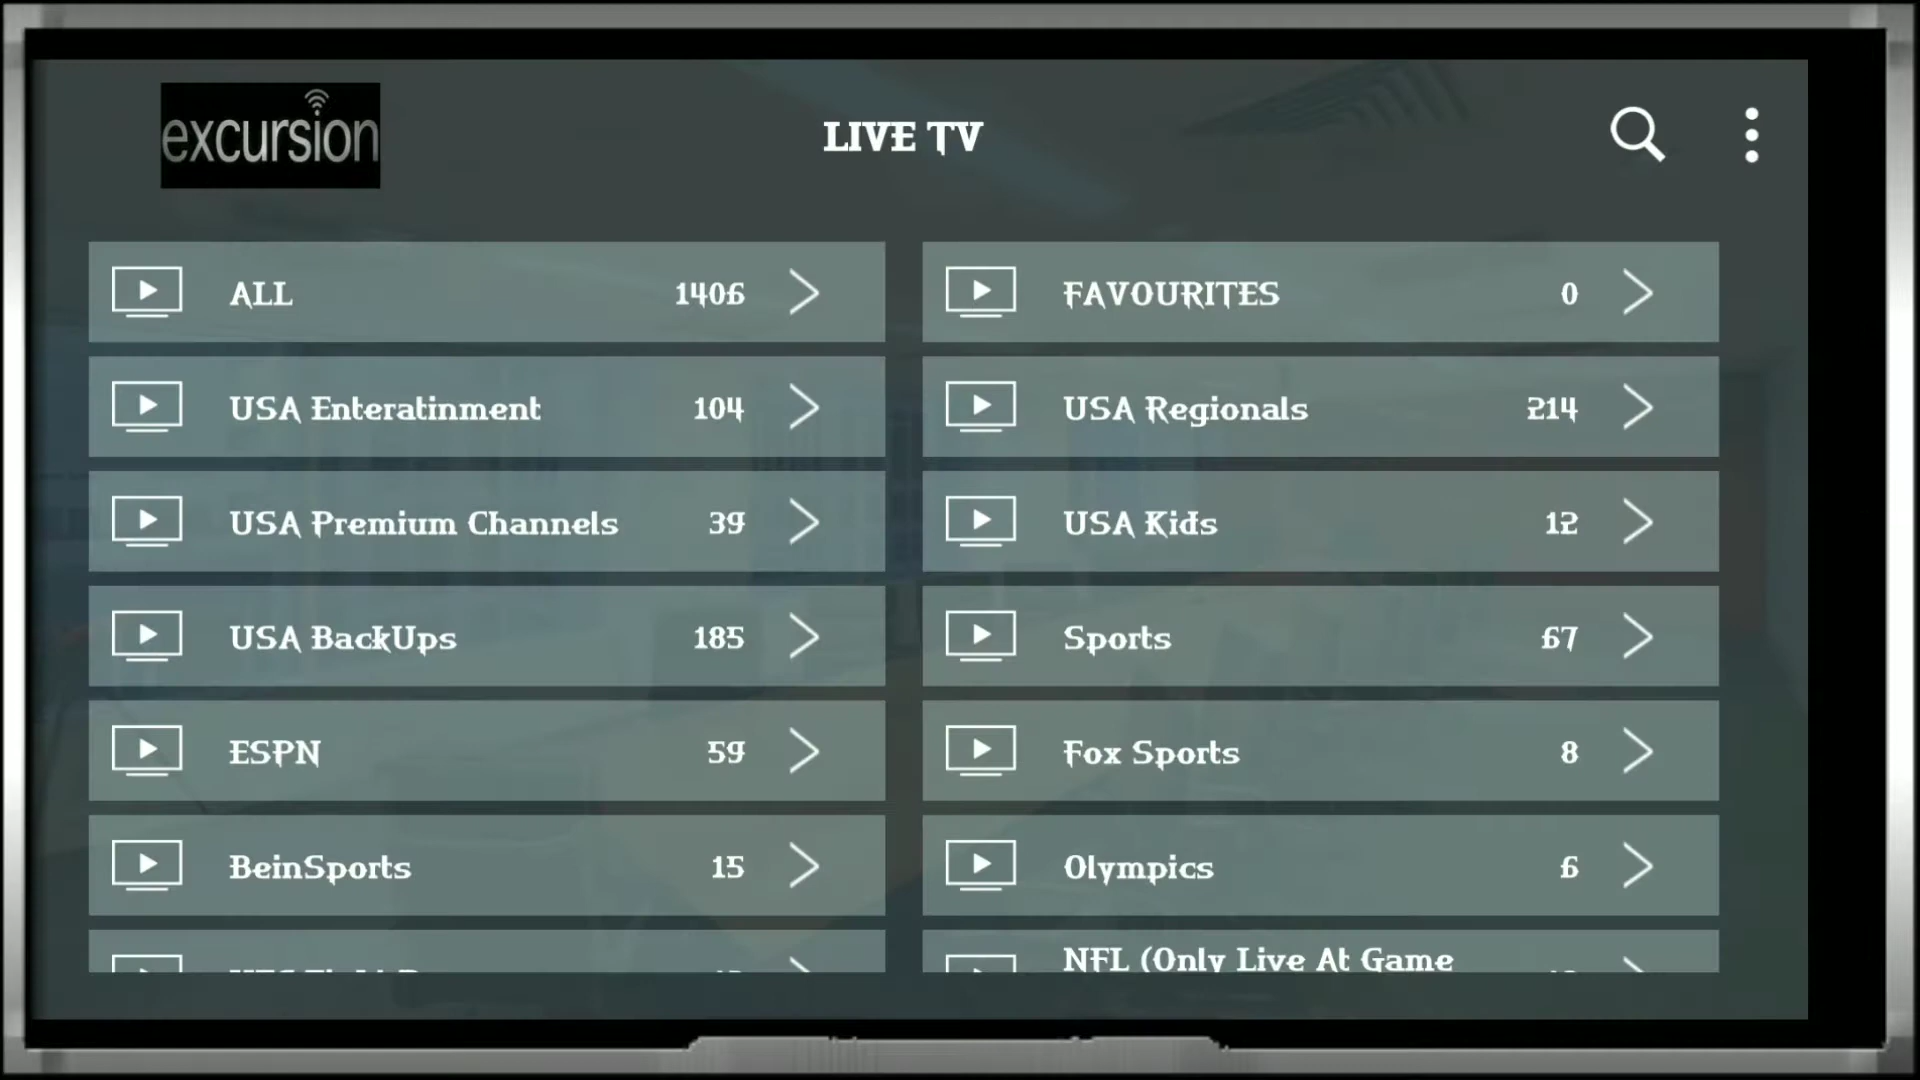 excursion
LIVE TV
ALL 1406
FAVOURITES 0
USA Enteratinment 104
USA Regionals 214
USA Premium Channels 39
USA Kids 12
USA BackUps 185
Sports 67
ESPN 59
Fox Sports 8
BeinSports 15
Olympics 6
NFL (Only Live At Game